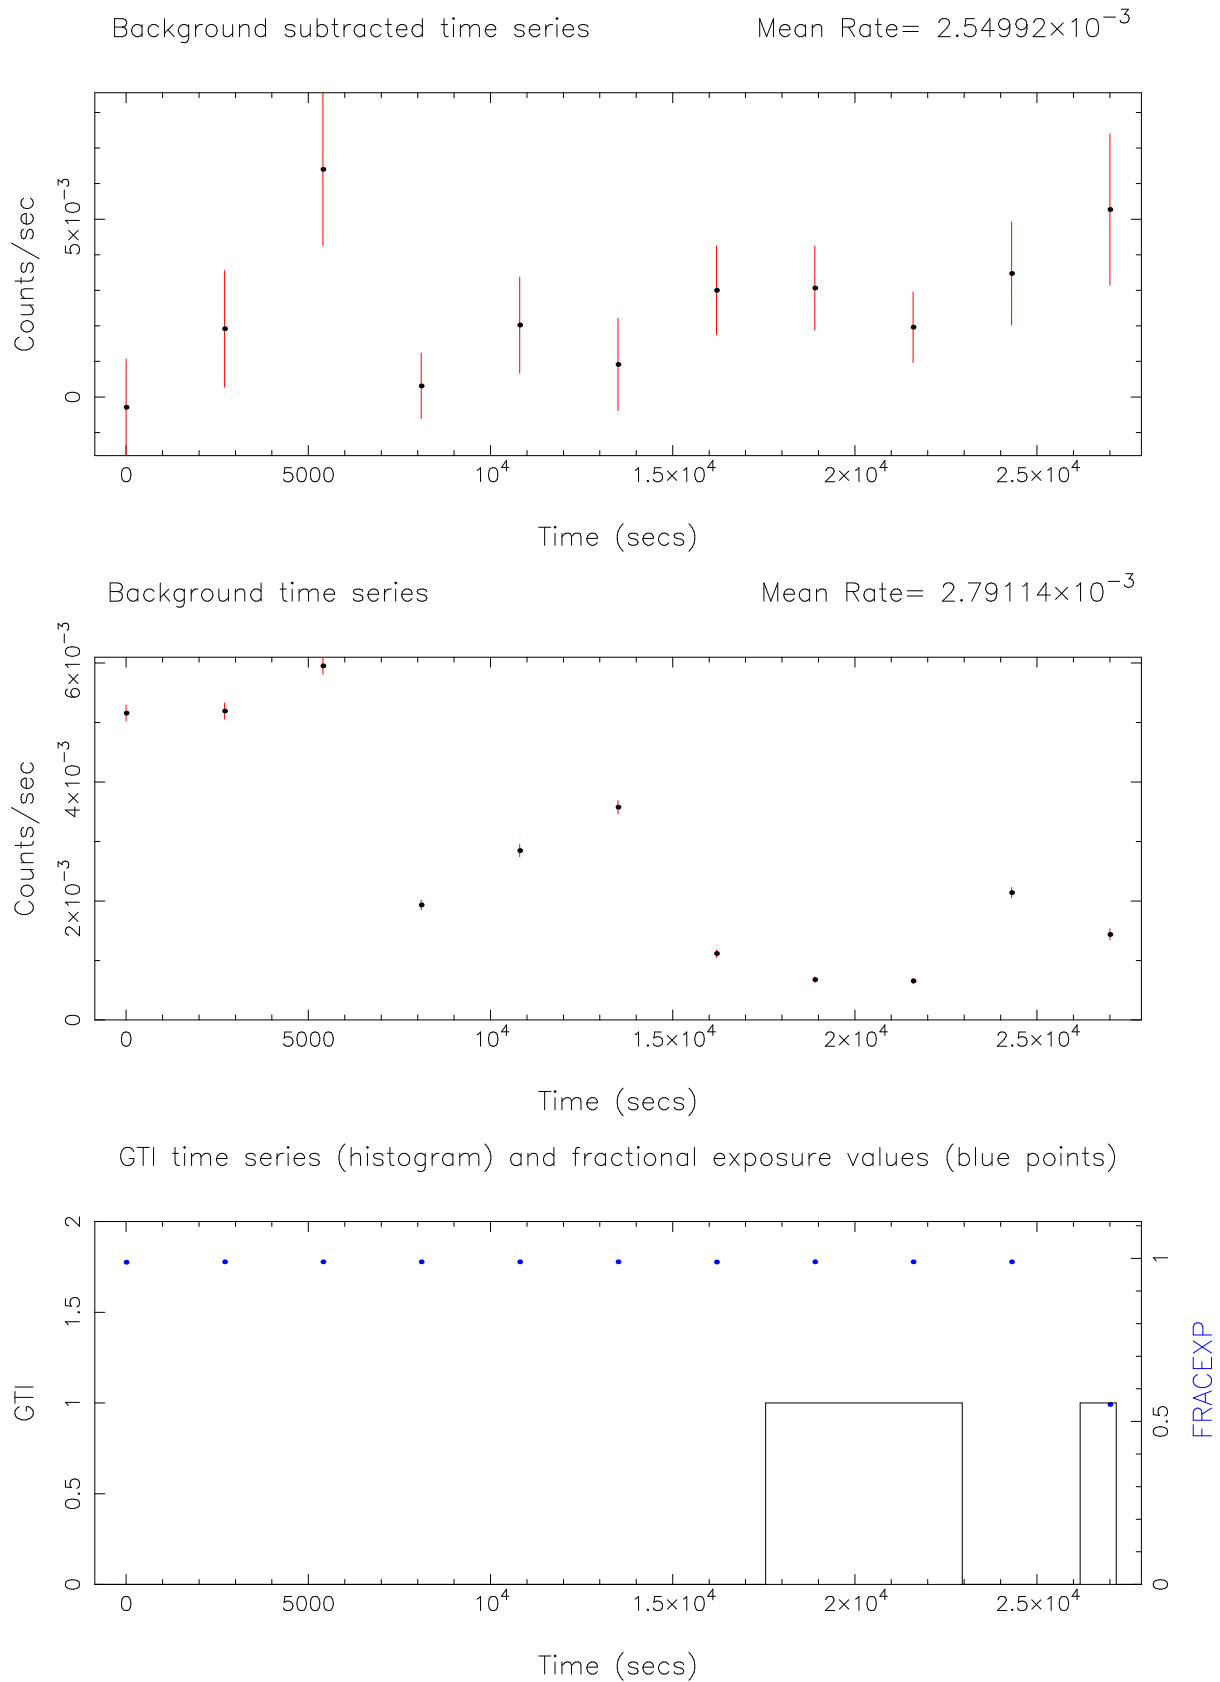 Background subtracted time series Mean Rate= 2.54992×10⁻³
Counts/sec
5×10⁻³
0
0 5000 10⁴ 1.5×10⁴ 2×10⁴ 2.5×10⁴
Time (secs)
Background time series Mean Rate= 2.79114×10⁻³
Counts/sec
6×10⁻³
4×10⁻³
2×10⁻³
0
0 5000 10⁴ 1.5×10⁴ 2×10⁴ 2.5×10⁴
Time (secs)
GTI time series (histogram) and fractional exposure values (blue points)
GTI
2
1.5
1
0.5
0
1
0.5
0
FRACEXP
0 5000 10⁴ 1.5×10⁴ 2×10⁴ 2.5×10⁴
Time (secs)